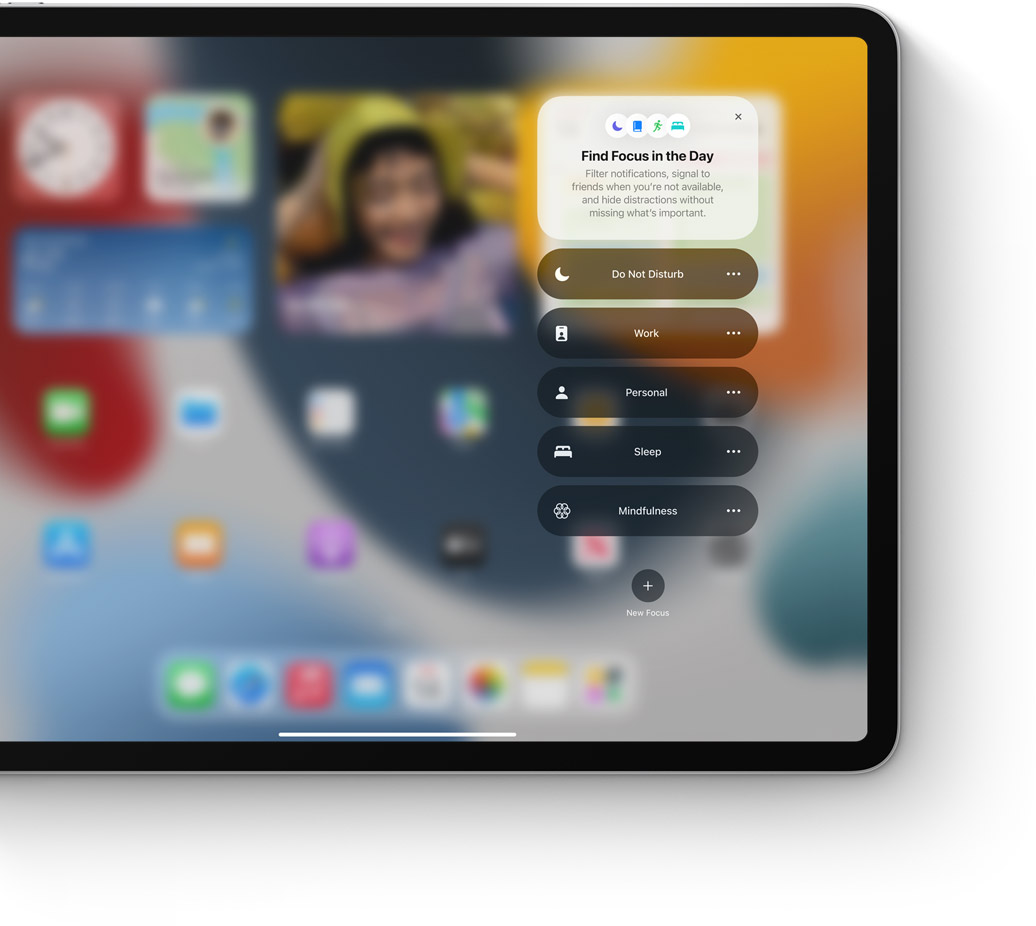 Find Focus in the Day
Filter notifications, signal to
friends when you're not available,
and hide distractions without
missing what's important.
Do Not Disturb
Work
Personal
Sleep
Mindfulness
New Focus